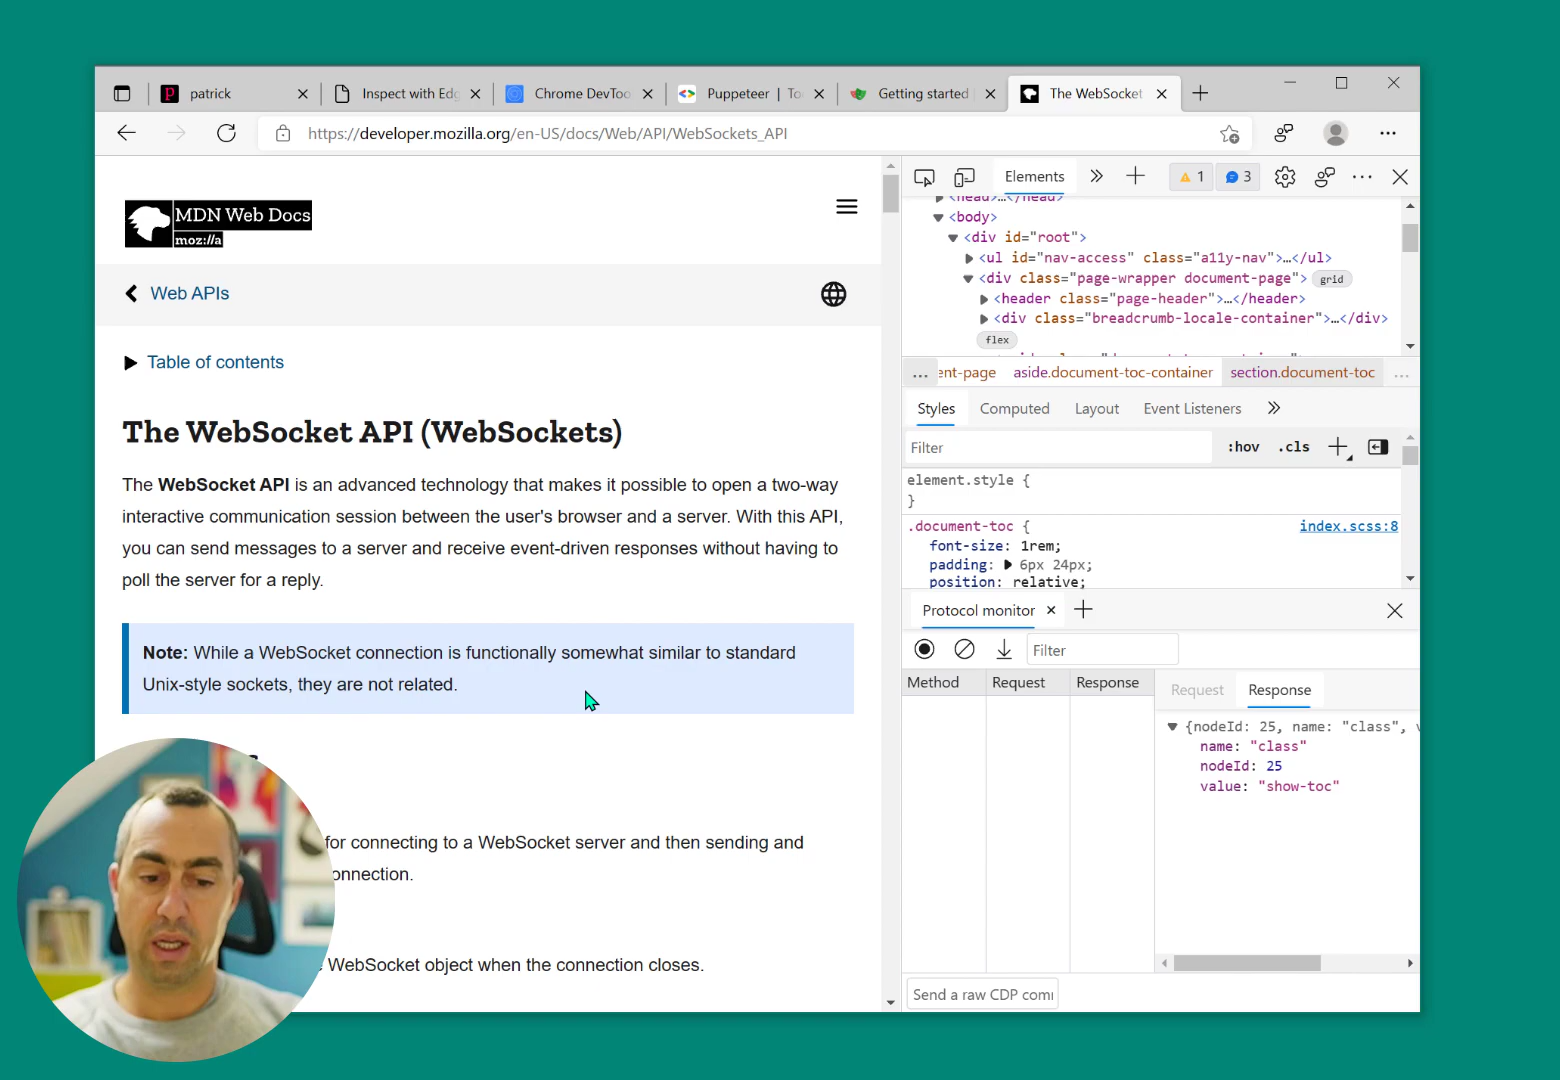 patrick
Inspect with Edg
Chrome DevToo
Puppeteer | To
Getting started
The WebSocket
https://developer.mozilla.org/en-US/docs/Web/API/WebSockets_API
MDN Web Docs
moz://a
Web APIs
Table of contents
The WebSocket API (WebSockets)
The WebSocket API is an advanced technology that makes it possible to open a two-way
interactive communication session between the user's browser and a server. With this API,
you can send messages to a server and receive event-driven responses without having to
poll the server for a reply.
Note: While a WebSocket connection is functionally somewhat similar to standard
Unix-style sockets, they are not related.
for connecting to a WebSocket server and then sending and
onnection.
WebSocket object when the connection closes.
Elements
1
3
<head>…</head>
<body>
<div id="root">
<ul id="nav-access" class="a11y-nav">…</ul>
<div class="page-wrapper document-page"> grid
<header class="page-header">…</header>
<div class="breadcrumb-locale-container">…</div>
flex
... ent-page aside.document-toc-container section.document-toc ...
Styles Computed Layout Event Listeners
Filter :hov .cls
element.style {
}
.document-toc { index.scss:8
font-size: 1rem;
padding: 6px 24px;
position: relative;
Protocol monitor
Filter
Method Request Response
Request Response
{nodeId: 25, name: "class", v
name: "class"
nodeId: 25
value: "show-toc"
Send a raw CDP comm